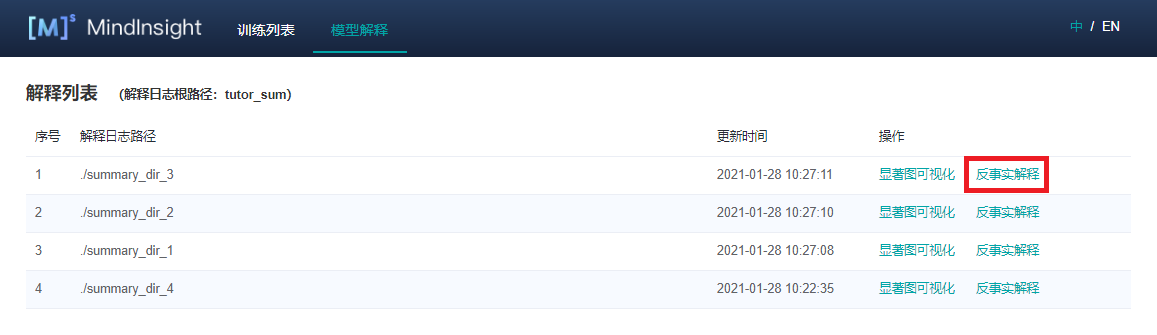 [M]s MindInsight 训练列表 模型解释 中 / EN
解释列表 （解释日志根路径：tutor_sum）
序号 解释日志路径 更新时间 操作
1 ./summary_dir_3 2021-01-28 10:27:11 显著图可视化 反事实解释
2 ./summary_dir_2 2021-01-28 10:27:10 显著图可视化 反事实解释
3 ./summary_dir_1 2021-01-28 10:27:08 显著图可视化 反事实解释
4 ./summary_dir_4 2021-01-28 10:22:35 显著图可视化 反事实解释